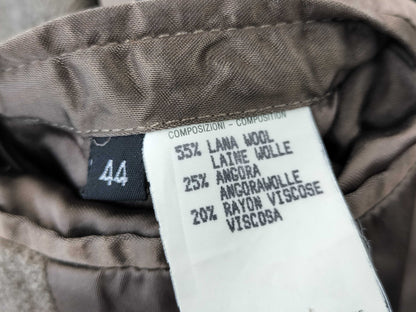 COMPOSIZIONI - COMPOSITION
55% LANA WOOL
LAINE WOLLE
25% ANGORA
ANGORAWOLLE
20% RAYON VISCOSE
VISCOSA
44